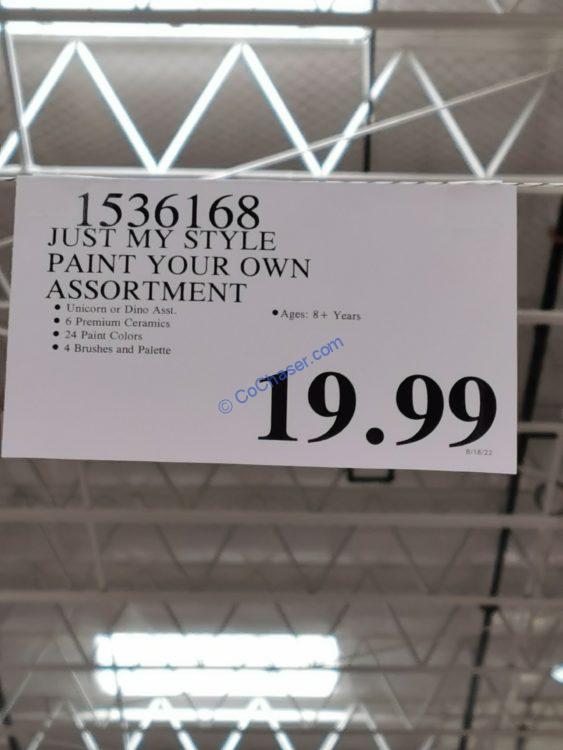 1536168
JUST MY STYLE
PAINT YOUR OWN
ASSORTMENT
• Unicorn or Dino Asst.
• 6 Premium Ceramics
• 24 Paint Colors
• 4 Brushes and Palette
• Ages: 8+ Years
© CoChaser.com
19.99
8/18/22